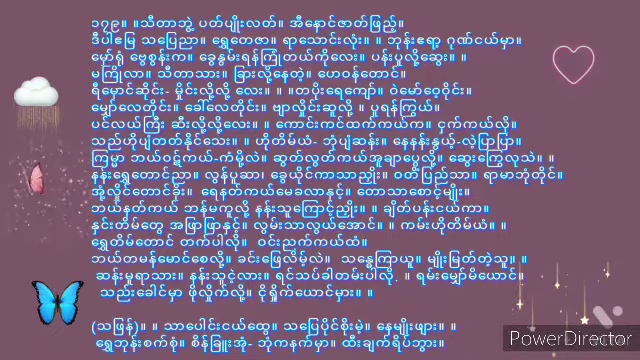 ၁၇၉။ ။သီတာဘွဲ့ ပတ်ပျိုးလတ်။ အီနောင်ဇာတ်ဖြည့်။
ဒီပါဧမြေ သပြေညာ။ ရွှေတေဇာ။ ရာသောင်းလုံး။ ။ ဘုန်းဧရာ့ ဂုဏ်ငယ်မှာ။
မှော်ရုံ ဗွေစွန်းက။ ခွေနွမ်းရန်ကြုံတယ်ကိုလေး။ ပန်းပူလို့ဆွေး။ ။
မကြိုလာ။ သီတာသား။ ခြားလို့နေတဲ့။ ဟေဝန်တောင်။
ရီမှောင်ဆိုင်း- မှိုင်းလို့လို့ လေး။ ။ ။တပိုးရေကျော်။ ဝဲမော်ဝေ့ဝိုင်း။
မျှော်လေတိုင်း။ ခေါ်လေတိုင်း။ ဗျာလှိုင်းဆူလို့ ။ ပူရန်ကြွယ်။
ပင်လယ်ကြီး ဆီးလို့လို့လေး။ ။ ကောင်းကင်ထက်ကယ်က။ ငှက်ကယ်လို။
သည်ဟိုပျံတတ်နိုင်သေး။ ။ ဟိုတိမ်ယံ- ဘုံပျံဆန်း။ နေနန်းနွယ့်-လှဲ့ပြာပြာ။
ကြမ္မာ ဘယ်ဝဋ်ကယ်-ကံမို့လဲ။ ဆွတ်လွတ်ကယ်အူချာပွေလို့။ ဆွေးကြွေလုသဲ။ ။
နန်းရွှေတောင်ညာ။ လွန်ပူဆာ၊ ခွေယိုင်ကာသာညှိုး။ ဝတိံပြည်သာ။ ရာမာဘုံတိုင်။
အုံ့လှိုင်တောင်ခိုး။ ရေနတ်ကယ်မေခလာနှင့်။ တောသာစောင့်မျိုး။
ဘယ်နတ်ကယ် ဘန်မကူလို့ နန်းသူကြောင့်ညှိုး။ ။ ချိတ်ပန်းငယ်ကာ။
နှင်းတိမ်တွေ အဖြာဖြာနှင့်။ လွမ်းသာလွယ်အောင်။ ။ ကမ်းဟိုတိမ်ယံ။ ။
ရွှေတိမ်တောင် တက်ပါလို့။ ဝင်းညက်ကယ်ထံ။
ဘယ်တမန်မောင်စေလို့။ ခင်းဖြေလိမ့်လဲ။ သန္ဓေကြာယူ။ မျိုးမြတ်တဲ့သူ။ ။
ဆန်းမူရာသား။ နန်းသူငဲ့လား။ ရင်သပ်ခါတမ်းပါလို့. ။ ရမ်းမျှော်မိယောင်။
သည်းခေါင်မှာ ဖိုလှိုက်လို့။ ငိုရှိုက်ယောင်မှား။ ။
(သဖြန်)။ ။ သာပေါင်းငယ်ထွေ။ သပြေပိုင်စိုးမဲ့။ နေမျိုးဖျား။ ။
ရွှေဘုန်းစက်စုံ။ စိန်ခြူးအုံ- ဘုံကနက်မှာ။ ထီးချက်ရိပ်ဘွား။
PowerDirector